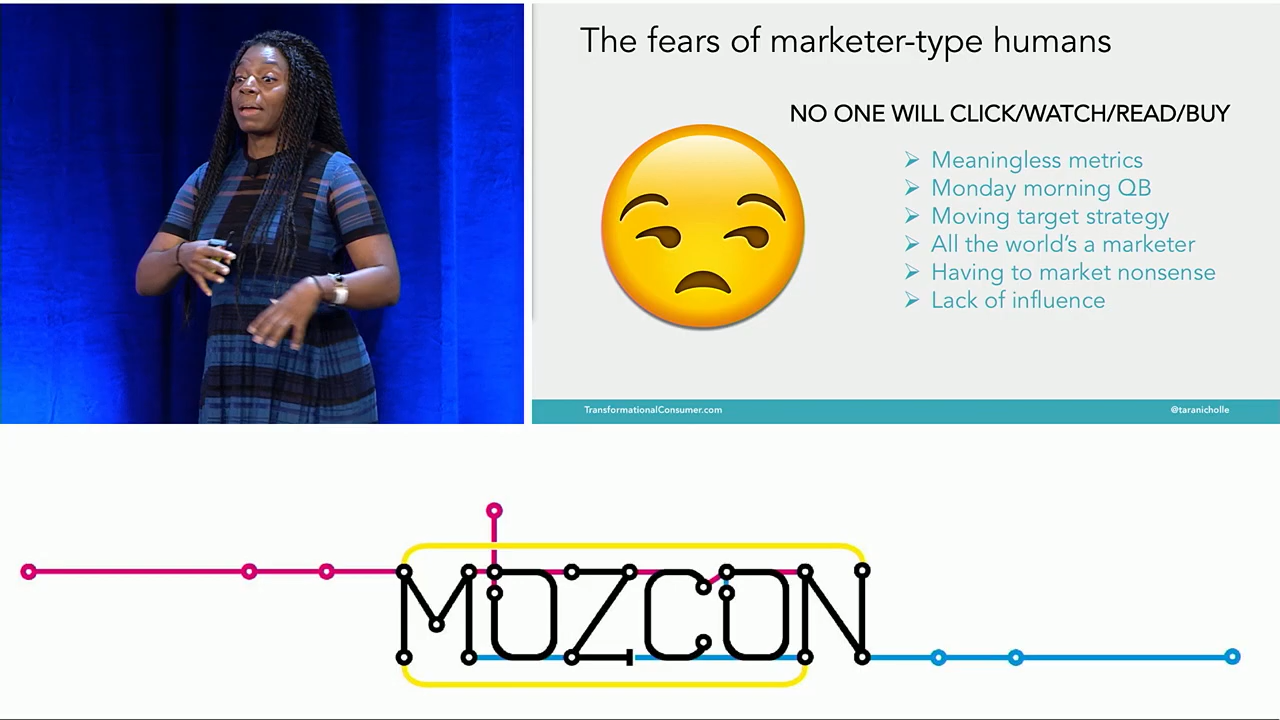 The fears of marketer-type humans
NO ONE WILL CLICK/WATCH/READ/BUY
Meaningless metrics
Monday morning QB
Moving target strategy
All the world's a marketer
Having to market nonsense
Lack of influence
TransformationalConsumer.com
@taranicholle
MOZCON